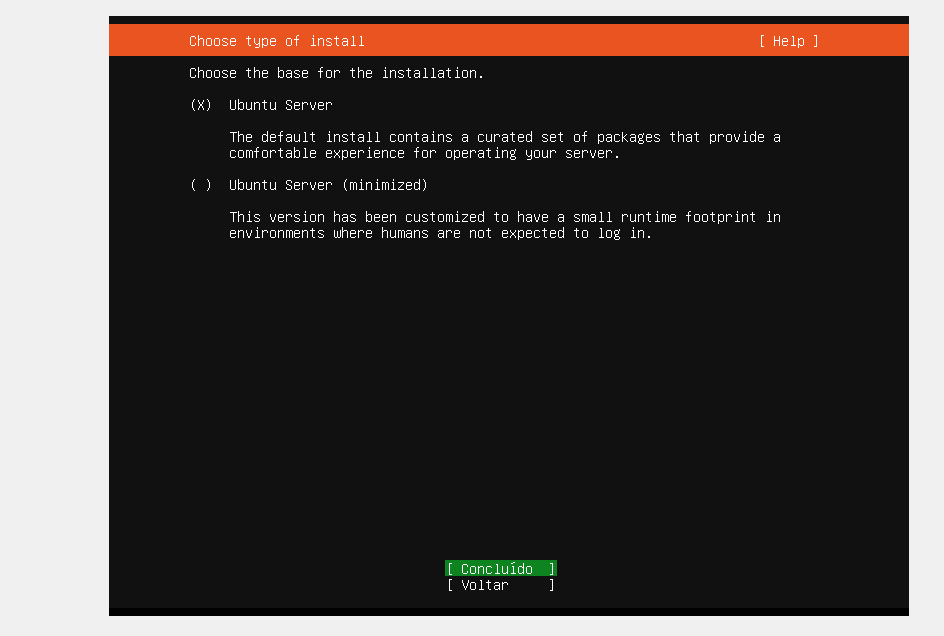 Choose type of install [ Help ]
Choose the base for the installation.
(X) Ubuntu Server
The default install contains a curated set of packages that provide a
comfortable experience for operating your server.
( ) Ubuntu Server (minimized)
This version has been customized to have a small runtime footprint in
environments where humans are not expected to log in.
[ Concluído ]
[ Voltar ]